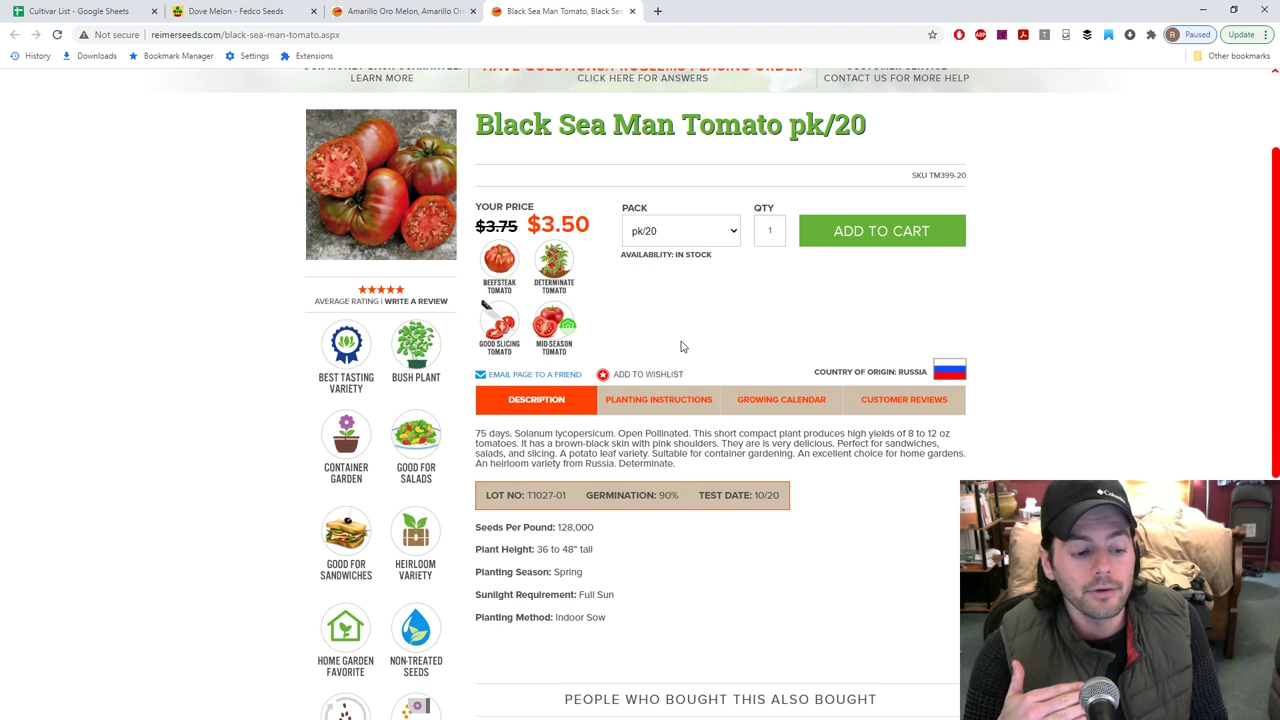 Cultivar List - Google Sheets
Dove Melon - Fedco Seeds
Amarillo Oro Melon, Amarillo Or
Black Sea Man Tomato, Black Se
Not secure
reimerseeds.com/black-sea-man-tomato.aspx
ABP
R Paused
Update
History
Downloads
Bookmark Manager
Settings
Extensions
Other bookmarks
HAVE QUESTIONS/PROBLEMS PLACING ORDER
CUSTOMER SERVICE
LEARN MORE
CLICK HERE FOR ANSWERS
CONTACT US FOR MORE HELP
Black Sea Man Tomato pk/20
SKU TM399-20
YOUR PRICE
$3.75 $3.50
PACK
pk/20
AVAILABILITY: IN STOCK
QTY
1
ADD TO CART
BEEFSTEAK
TOMATO
DETERMINATE
TOMATO
GOOD SLICING
TOMATO
MID-SEASON
TOMATO
AVERAGE RATING | WRITE A REVIEW
EMAIL PAGE TO A FRIEND
ADD TO WISHLIST
COUNTRY OF ORIGIN: RUSSIA
DESCRIPTION
PLANTING INSTRUCTIONS
GROWING CALENDAR
CUSTOMER REVIEWS
75 days. Solanum lycopersicum. Open Pollinated. This short compact plant produces high yields of 8 to 12 oz
tomatoes. It has a brown-black skin with pink shoulders. They are is very delicious. Perfect for sandwiches,
salads, and slicing. A potato leaf variety. Suitable for container gardening. An excellent choice for home gardens.
An heirloom variety from Russia. Determinate.
LOT NO: T1027-01 GERMINATION: 90% TEST DATE: 10/20
Seeds Per Pound: 128,000
Plant Height: 36 to 48" tall
Planting Season: Spring
Sunlight Requirement: Full Sun
Planting Method: Indoor Sow
BEST TASTING
VARIETY
BUSH PLANT
CONTAINER
GARDEN
GOOD FOR
SALADS
GOOD FOR
SANDWICHES
HEIRLOOM
VARIETY
HOME GARDEN
FAVORITE
NON-TREATED
SEEDS
PEOPLE WHO BOUGHT THIS ALSO BOUGHT
Columbia